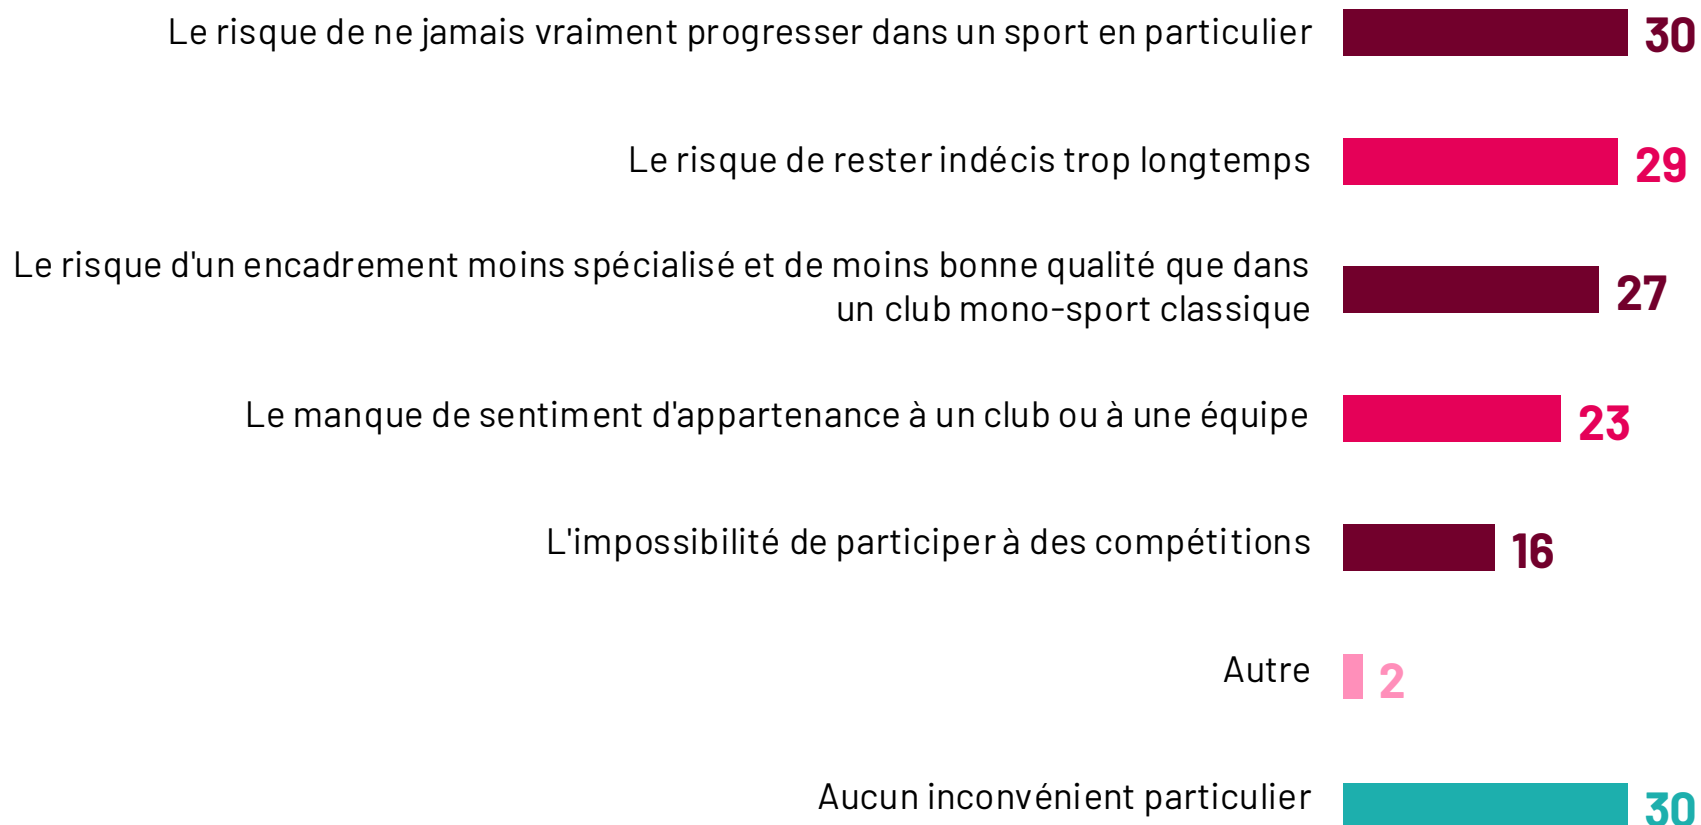 Le risque de ne jamais vraiment progresser dans un sport en particulier 30
Le risque de rester indécis trop longtemps 29
Le risque d'un encadrement moins spécialisé et de moins bonne qualité que dans
un club mono-sport classique 27
Le manque de sentiment d'appartenance à un club ou à une équipe 23
L'impossibilité de participer à des compétitions 16
Autre 2
Aucun inconvénient particulier 30